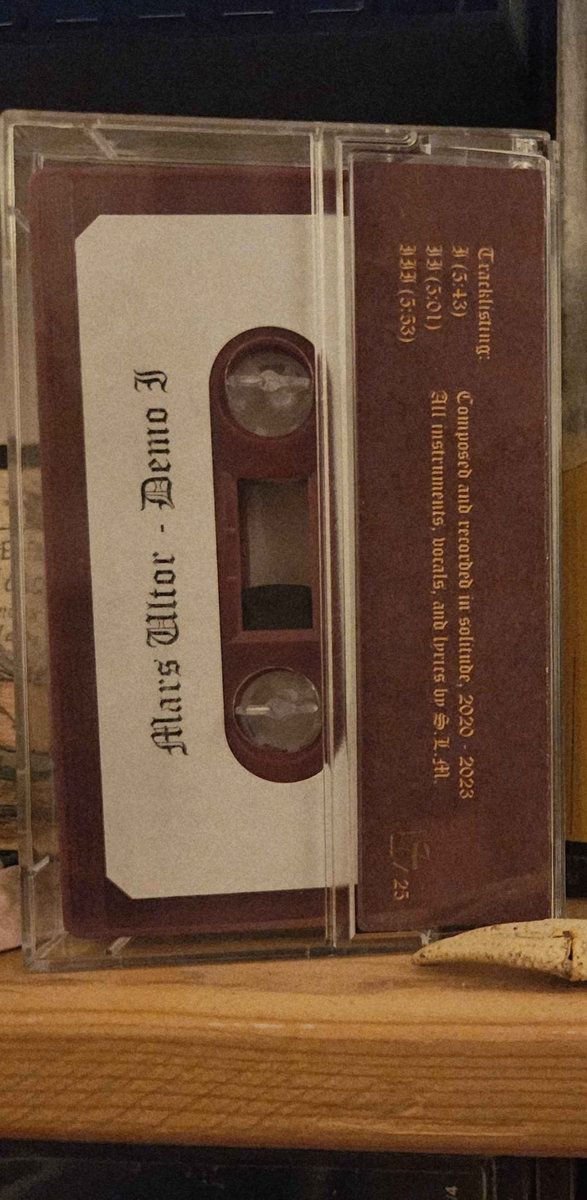 Mars Ultor - Demo I
Tracklisting:
I (5:43)
II (5:01)
III (5:53)
Composed and recorded in solitude, 2020 - 2023
All instruments, vocals, and lyrics by S.L.M.
/ 25